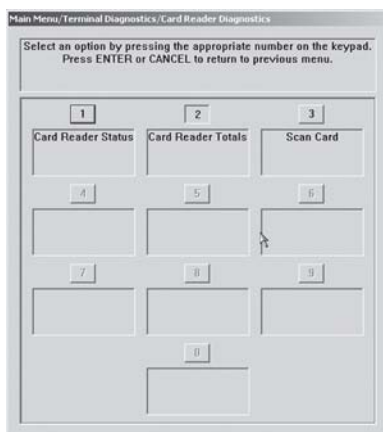 Main Menu/Terminal Diagnostics/Card Reader Diagnostics
Select an option by pressing the appropriate number on the keypad.
Press ENTER or CANCEL to return to previous menu.
1 2 3
Card Reader Status Card Reader Totals Scan Card
4 5 6
7 8 9
0